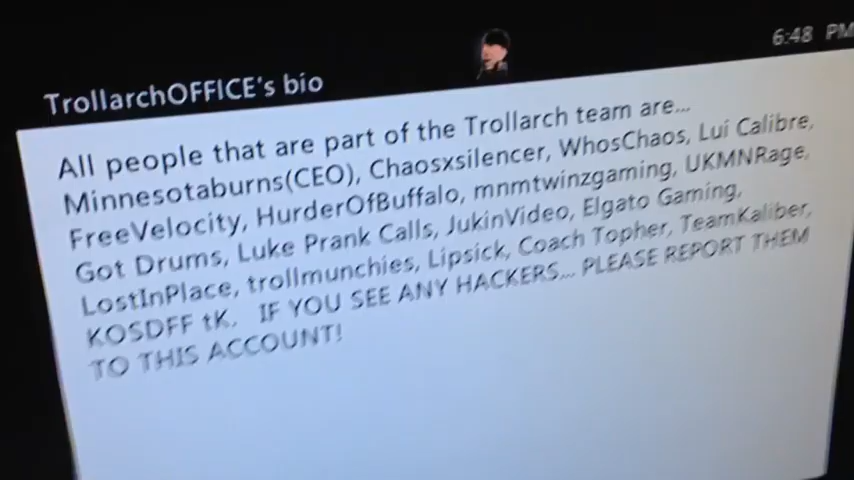 6:48 PM
TrollarchOFFICE's bio
All people that are part of the Trollarch team are...
Minnesotaburns(CEO), Chaosxsilencer, WhosChaos, Lui Calibre,
FreeVelocity, HurderOfBuffalo, mnmtwinzgaming, UKMNRage,
Got Drums, Luke Prank Calls, JukinVideo, Elgato Gaming,
LostInPlace, trollmunchies, Lipsick, Coach Topher, TeamKaliber,
KOSDFF tK. IF YOU SEE ANY HACKERS... PLEASE REPORT THEM
TO THIS ACCOUNT!